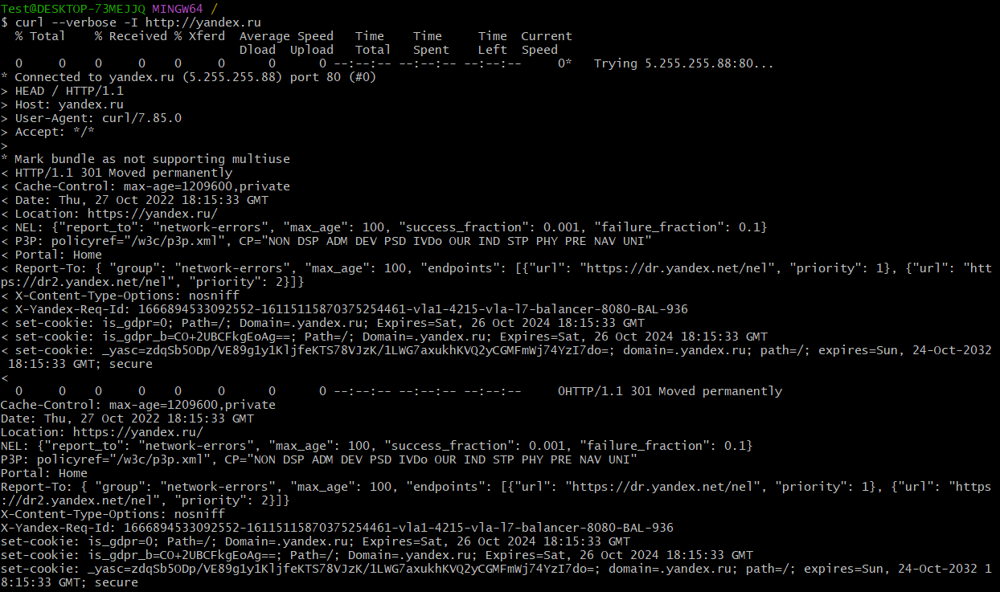 Test@DESKTOP-73MEJJQ MINGW64 /
$ curl --verbose -I http://yandex.ru
  % Total    % Received % Xferd  Average Speed   Time    Time     Time  Current
                                 Dload  Upload   Total   Spent    Left  Speed
  0     0    0     0    0     0      0      0 --:--:-- --:--:-- --:--:--     0*   Trying 5.255.255.88:80...
* Connected to yandex.ru (5.255.255.88) port 80 (#0)
> HEAD / HTTP/1.1
> Host: yandex.ru
> User-Agent: curl/7.85.0
> Accept: */*
>
* Mark bundle as not supporting multiuse
< HTTP/1.1 301 Moved permanently
< Cache-Control: max-age=1209600,private
< Date: Thu, 27 Oct 2022 18:15:33 GMT
< Location: https://yandex.ru/
< NEL: {"report_to": "network-errors", "max_age": 100, "success_fraction": 0.001, "failure_fraction": 0.1}
< P3P: policyref="/w3c/p3p.xml", CP="NON DSP ADM DEV PSD IVDo OUR IND STP PHY PRE NAV UNI"
< Portal: Home
< Report-To: { "group": "network-errors", "max_age": 100, "endpoints": [{"url": "https://dr.yandex.net/nel", "priority": 1}, {"url": "htt
ps://dr2.yandex.net/nel", "priority": 2}]}
< X-Content-Type-Options: nosniff
< X-Yandex-Req-Id: 1666894533092552-16115115870375254461-vla1-4215-vla-l7-balancer-8080-BAL-936
< set-cookie: is_gdpr=0; Path=/; Domain=.yandex.ru; Expires=Sat, 26 Oct 2024 18:15:33 GMT
< set-cookie: is_gdpr_b=CO+2UBCFkgEoAg==; Path=/; Domain=.yandex.ru; Expires=Sat, 26 Oct 2024 18:15:33 GMT
< set-cookie: _yasc=zdqSb5ODp/VE89g1y1KljfeKTS78VJzK/1LWG7axukhKVQ2yCGMFmWj74YzI7do=; domain=.yandex.ru; path=/; expires=Sun, 24-Oct-2032
 18:15:33 GMT; secure
<
  0     0    0     0    0     0      0      0 --:--:-- --:--:-- --:--:--     0HTTP/1.1 301 Moved permanently
Cache-Control: max-age=1209600,private
Date: Thu, 27 Oct 2022 18:15:33 GMT
Location: https://yandex.ru/
NEL: {"report_to": "network-errors", "max_age": 100, "success_fraction": 0.001, "failure_fraction": 0.1}
P3P: policyref="/w3c/p3p.xml", CP="NON DSP ADM DEV PSD IVDo OUR IND STP PHY PRE NAV UNI"
Portal: Home
Report-To: { "group": "network-errors", "max_age": 100, "endpoints": [{"url": "https://dr.yandex.net/nel", "priority": 1}, {"url": "https
://dr2.yandex.net/nel", "priority": 2}]}
X-Content-Type-Options: nosniff
X-Yandex-Req-Id: 1666894533092552-16115115870375254461-vla1-4215-vla-l7-balancer-8080-BAL-936
set-cookie: is_gdpr=0; Path=/; Domain=.yandex.ru; Expires=Sat, 26 Oct 2024 18:15:33 GMT
set-cookie: is_gdpr_b=CO+2UBCFkgEoAg==; Path=/; Domain=.yandex.ru; Expires=Sat, 26 Oct 2024 18:15:33 GMT
set-cookie: _yasc=zdqSb5ODp/VE89g1y1KljfeKTS78VJzK/1LWG7axukhKVQ2yCGMFmWj74YzI7do=; domain=.yandex.ru; path=/; expires=Sun, 24-Oct-2032 1
8:15:33 GMT; secure